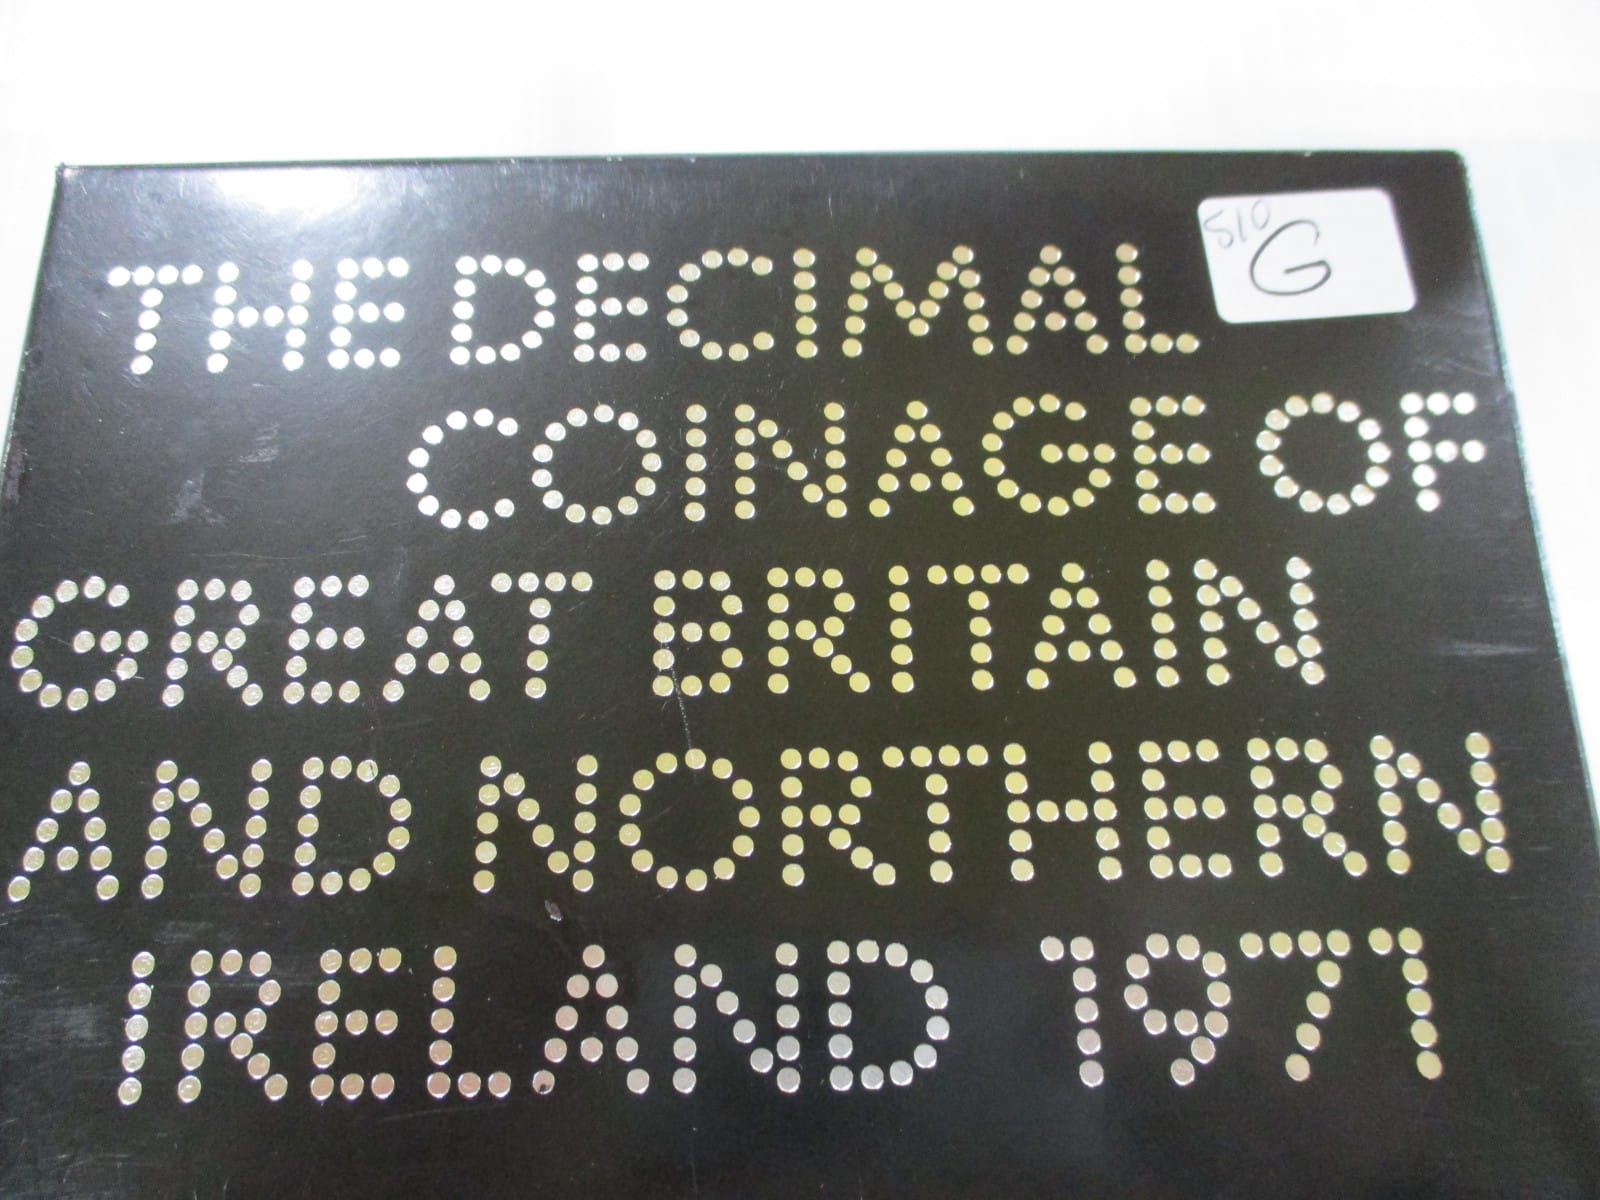 THE DECIMAL
COINAGE OF
GREAT BRITAIN
AND NORTHERN
IRELAND 1971
510
G